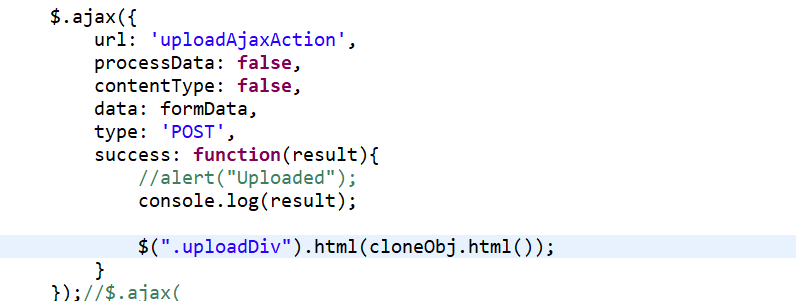 $.ajax({
url: 'uploadAjaxAction',
processData: false,
contentType: false,
data: formData,
type: 'POST',
success: function(result){
//alert("Uploaded");
console.log(result);
$(".uploadDiv").html(cloneObj.html());
}
});//$.ajax(